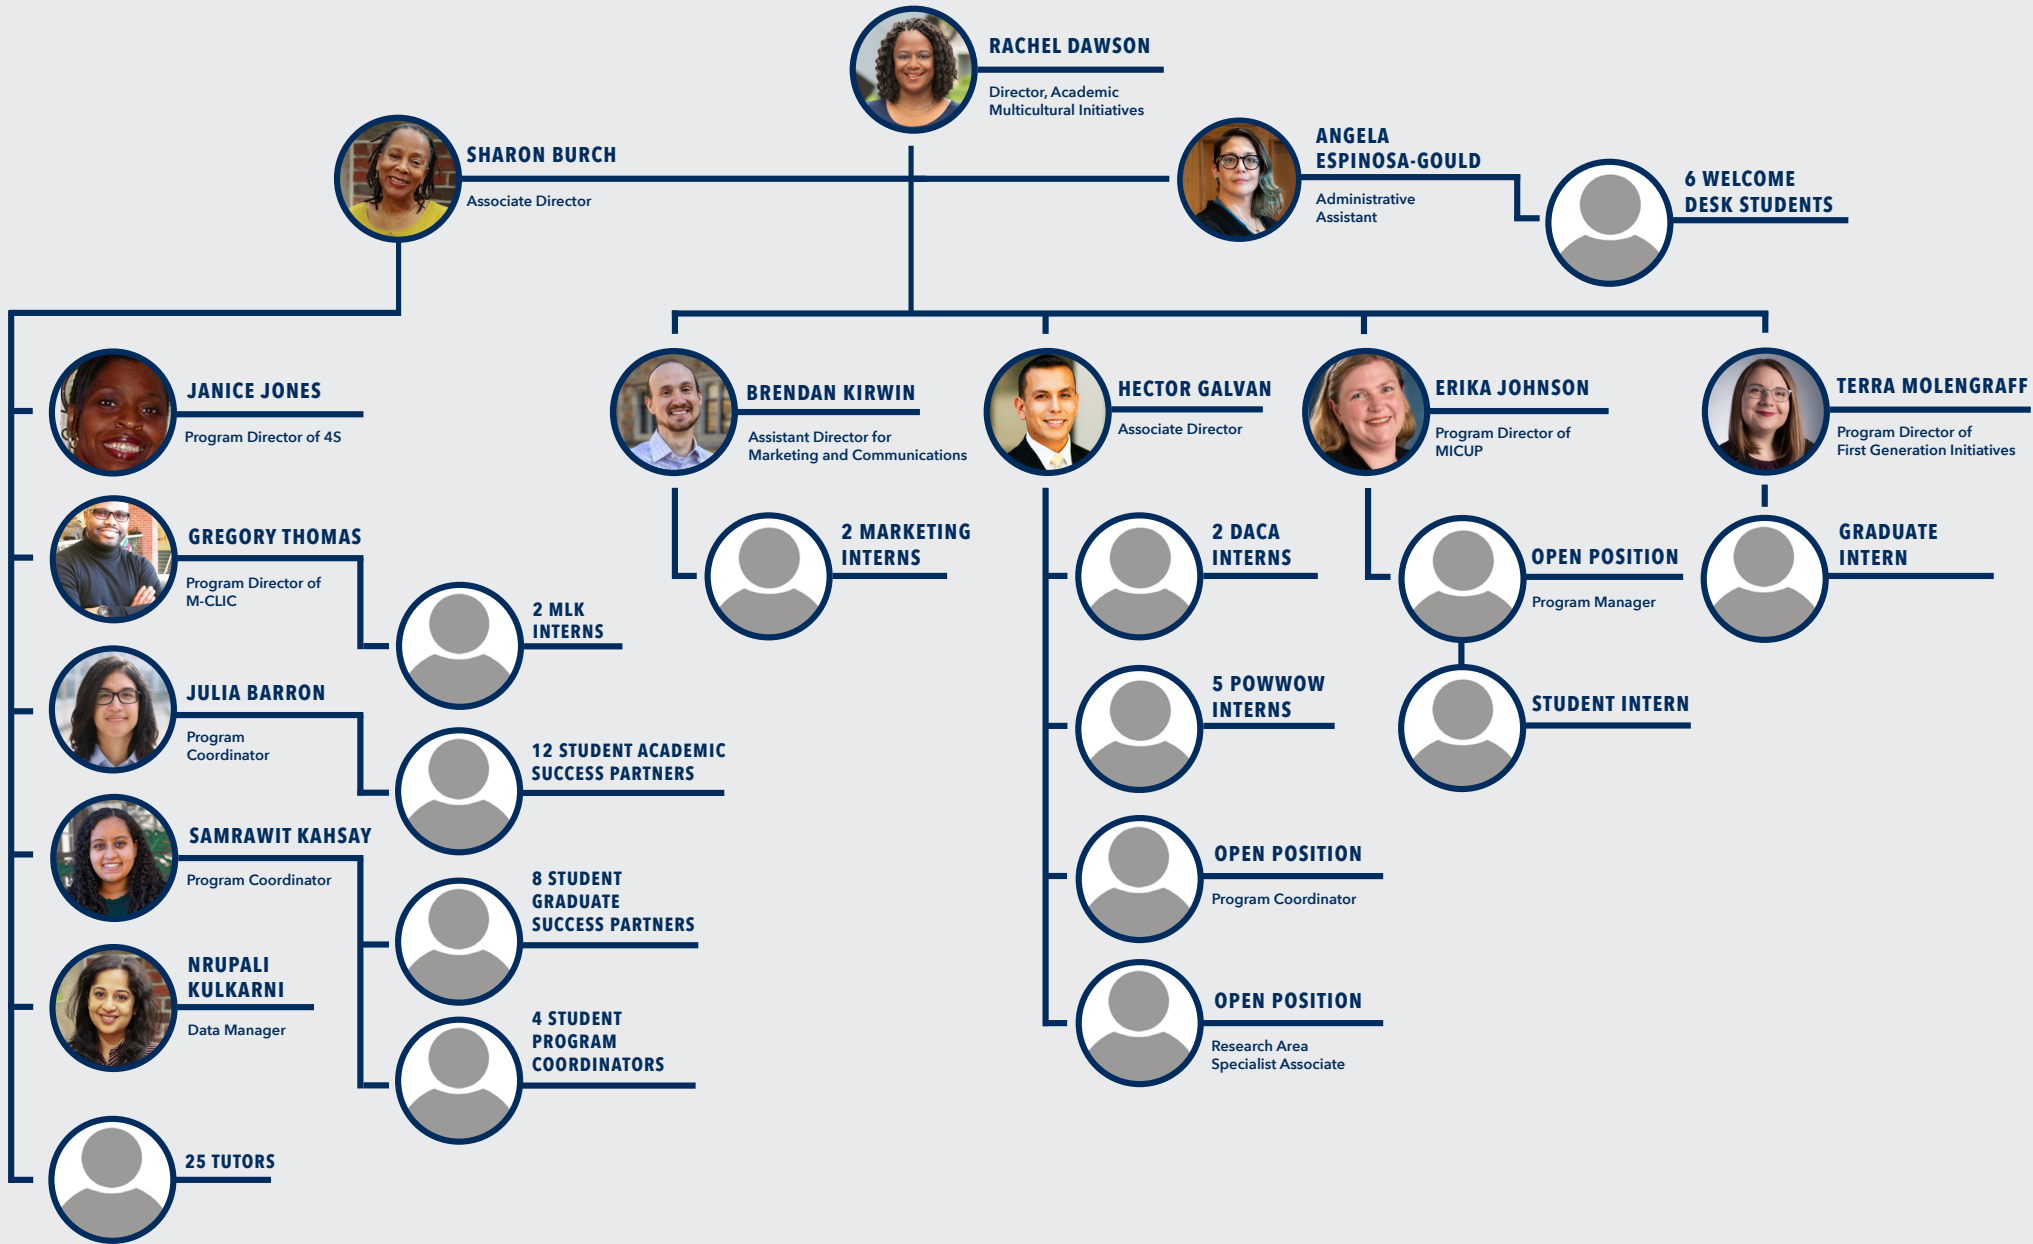 RACHEL DAWSON
Director, Academic
Multicultural Initiatives
SHARON BURCH
Associate Director
ANGELA
ESPINOSA-GOULD
Administrative
Assistant
6 WELCOME
DESK STUDENTS
JANICE JONES
Program Director of 4S
GREGORY THOMAS
Program Director of
M-CLIC
2 MLK
INTERNS
JULIA BARRON
Program
Coordinator
12 STUDENT ACADEMIC
SUCCESS PARTNERS
SAMRAWIT KAHSAY
Program Coordinator
8 STUDENT
GRADUATE
SUCCESS PARTNERS
4 STUDENT
PROGRAM
COORDINATORS
NRUPALI
KULKARNI
Data Manager
25 TUTORS
BRENDAN KIRWIN
Assistant Director for
Marketing and Communications
2 MARKETING
INTERNS
HECTOR GALVAN
Associate Director
2 DACA
INTERNS
5 POWWOW
INTERNS
OPEN POSITION
Program Coordinator
OPEN POSITION
Research Area
Specialist Associate
ERIKA JOHNSON
Program Director of
MICUP
OPEN POSITION
Program Manager
STUDENT INTERN
TERRA MOLENGRAFF
Program Director of
First Generation Initiatives
GRADUATE
INTERN